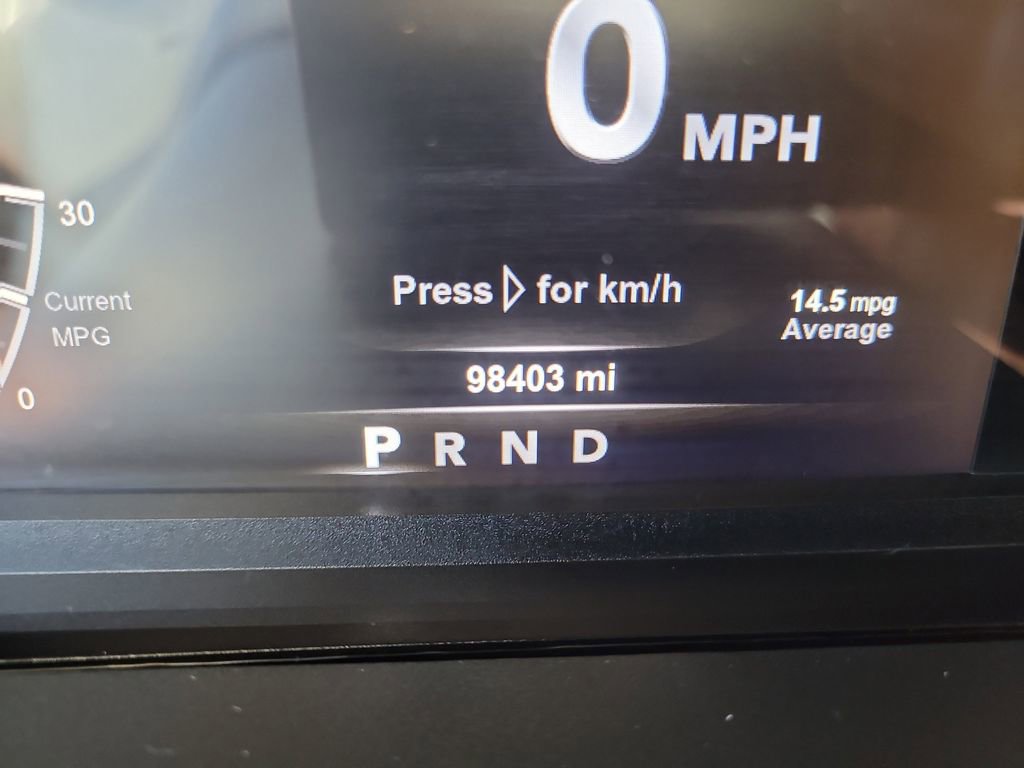 0 MPH
30
Current
MPG
0
Press ▷ for km/h
14.5 mpg
Average
98403 mi
P R N D